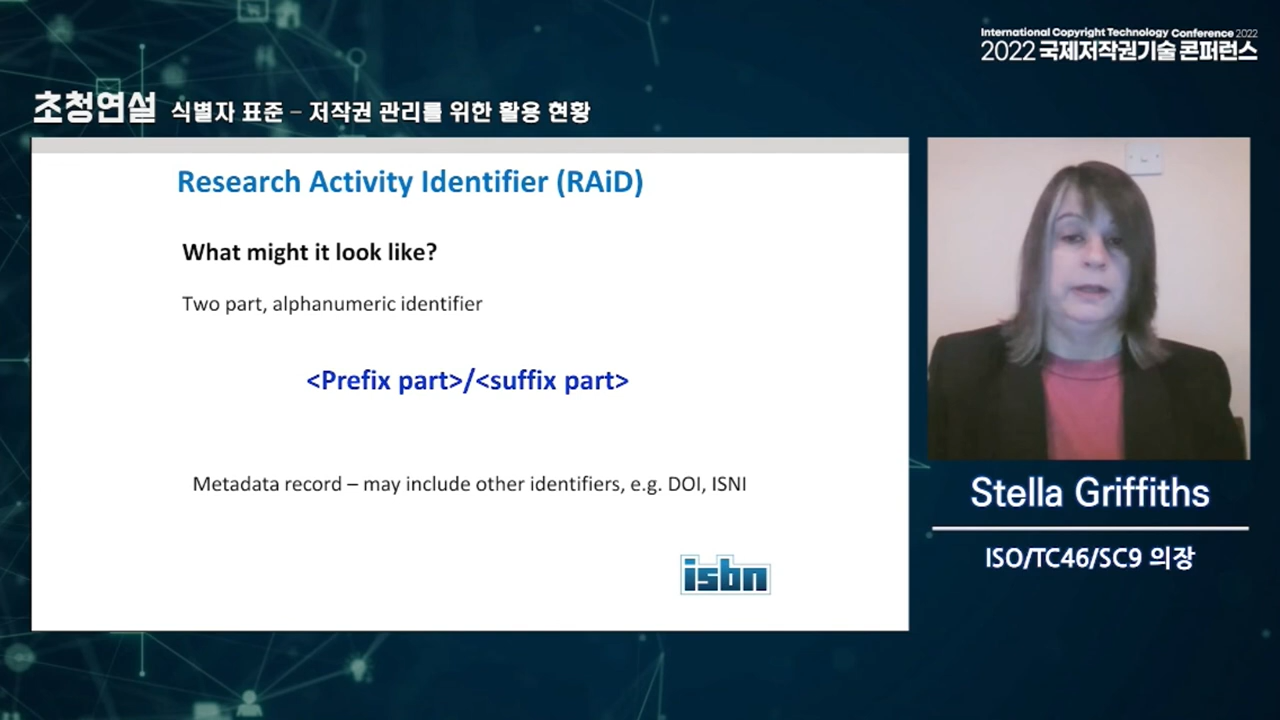 International Copyright Technology Conference 2022
2022 국제저작권기술 콘퍼런스
초청연설 식별자 표준 – 저작권 관리를 위한 활용 현황
Research Activity Identifier (RAiD)
What might it look like?
Two part, alphanumeric identifier
<Prefix part>/<suffix part>
Metadata record – may include other identifiers, e.g. DOI, ISNI
isbn
Stella Griffiths
ISO/TC46/SC9 의장